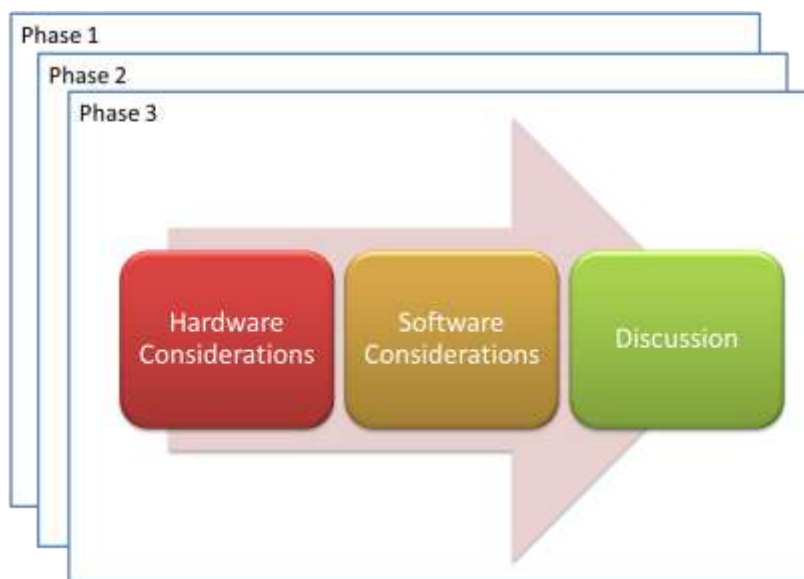 Phase 1
Phase 2
Phase 3
Hardware
Considerations
Software
Considerations
Discussion